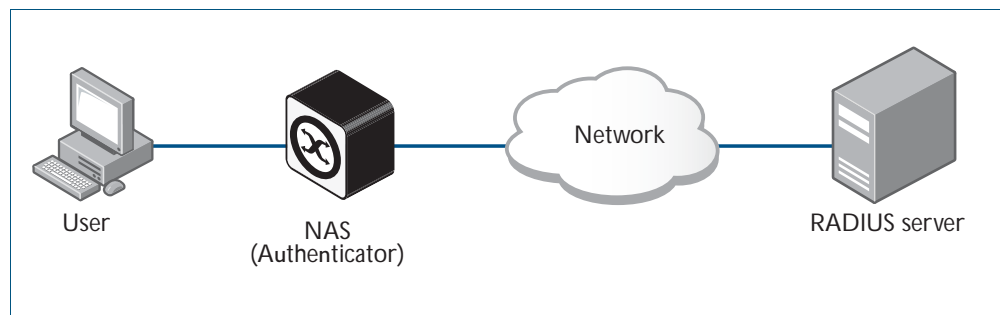 User
NAS
(Authenticator)
Network
RADIUS server